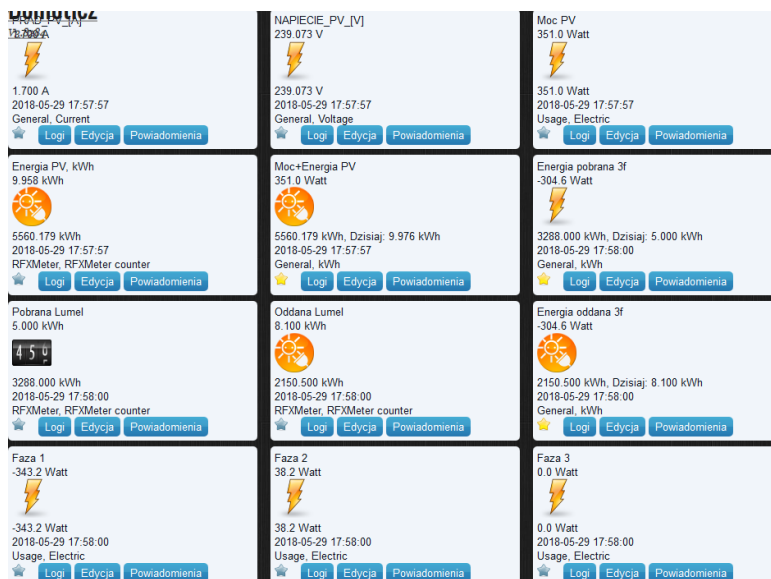 Domoticz
PRAD_PV_[A]
1.700 A
1.700 A
2018-05-29 17:57:57
General, Current
Logi Edycja Powiadomienia
NAPIECIE_PV_[V]
239.073 V
239.073 V
2018-05-29 17:57:57
General, Voltage
Logi Edycja Powiadomienia
Moc PV
351.0 Watt
351.0 Watt
2018-05-29 17:57:57
Usage, Electric
Logi Edycja Powiadomienia
Energia PV, kWh
9.958 kWh
5560.179 kWh
2018-05-29 17:57:57
RFXMeter, RFXMeter counter
Logi Edycja Powiadomienia
Moc+Energia PV
351.0 Watt
5560.179 kWh, Dzisiaj: 9.976 kWh
2018-05-29 17:57:57
General, kWh
Logi Edycja Powiadomienia
Energia pobrana 3f
-304.6 Watt
3288.000 kWh, Dzisiaj: 5.000 kWh
2018-05-29 17:58:00
General, kWh
Logi Edycja Powiadomienia
Pobrana Lumel
5.000 kWh
4 5
3288.000 kWh
2018-05-29 17:58:00
RFXMeter, RFXMeter counter
Logi Edycja Powiadomienia
Oddana Lumel
8.100 kWh
2150.500 kWh
2018-05-29 17:58:00
RFXMeter, RFXMeter counter
Logi Edycja Powiadomienia
Energia oddana 3f
-304.6 Watt
2150.500 kWh, Dzisiaj: 8.100 kWh
2018-05-29 17:58:00
General, kWh
Logi Edycja Powiadomienia
Faza 1
-343.2 Watt
-343.2 Watt
2018-05-29 17:58:00
Usage, Electric
Logi Edycja Powiadomienia
Faza 2
38.2 Watt
38.2 Watt
2018-05-29 17:58:00
Usage, Electric
Logi Edycja Powiadomienia
Faza 3
0.0 Watt
0.0 Watt
2018-05-29 17:58:00
Usage, Electric
Logi Edycja Powiadomienia